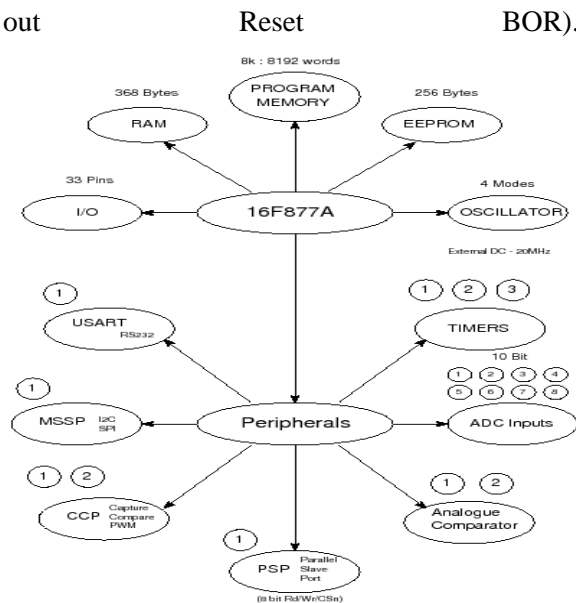 out Reset BOR).
8k : 8192 words
368 Bytes
PROGRAM
MEMORY
256 Bytes
RAM
EEPROM
33 Pins
4 Modes
I/O
16F877A
OSCILLATOR
External DC - 20MHz
1
1 2 3
USART
RS232
TIMERS
10 Bit
1 2 3 4
5 6 7 8
1
MSSP I2C
SPI
Peripherals
ADC Inputs
1 2
1 2
CCP Capture
Compare
PWM
Analogue
Comparator
1
PSP Parallel
Slave
Port
(8 bit Rd/Wr/CSn)